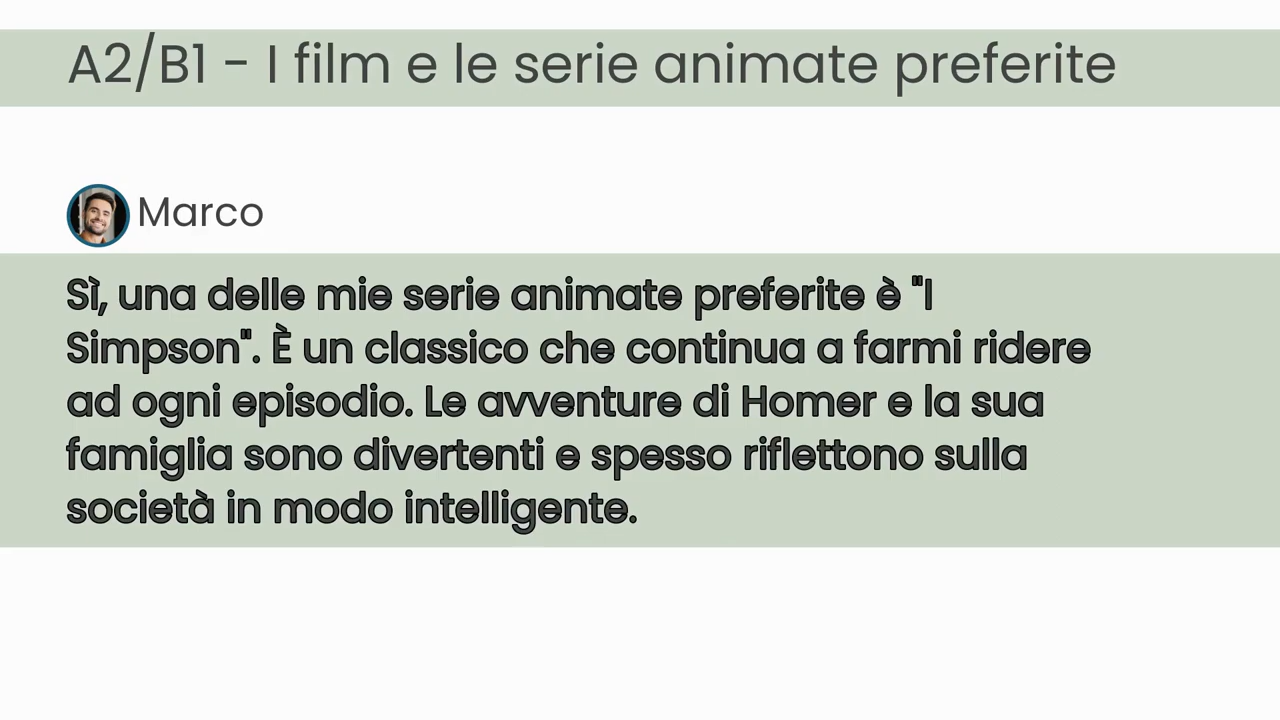 A2/B1 - I film e le serie animate preferite
Marco
Sì, una delle mie serie animate preferite è "I
Simpson". È un classico che continua a farmi ridere
ad ogni episodio. Le avventure di Homer e la sua
famiglia sono divertenti e spesso riflettono sulla
società in modo intelligente.